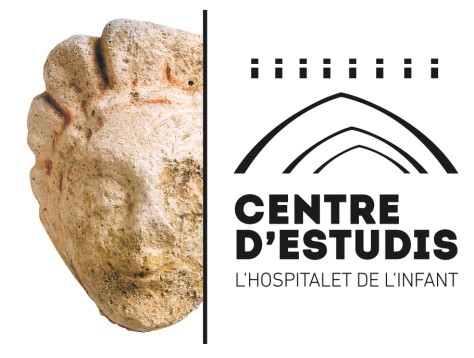 CENTRE
D'ESTUDIS
L'HOSPITALET DE L'INFANT